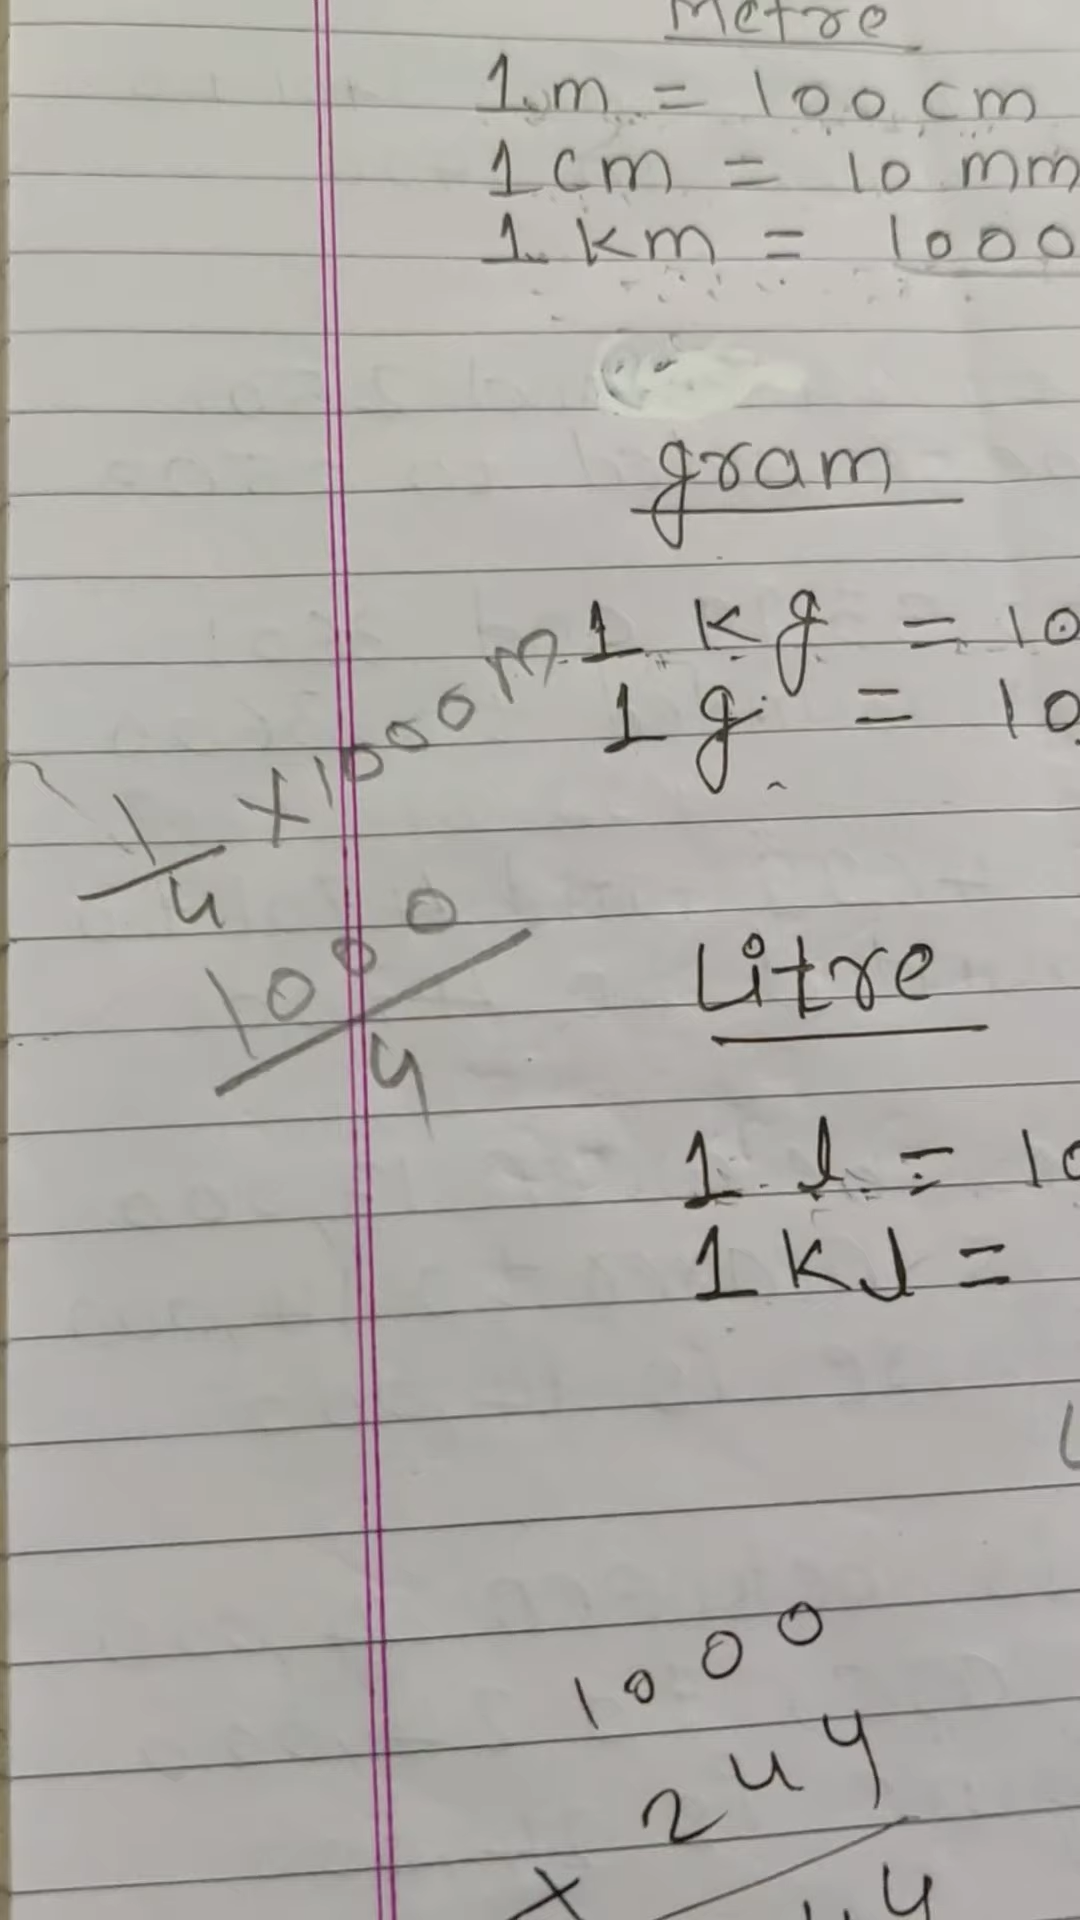 Metre
1 m = 100 cm
1 cm = 10 mm
1 km = 1000
gram
1 kg = 10
1 g = 10
1/4 × 1000 m
1000/4
Litre
1 l = 10
1 kl =
1000
× 244